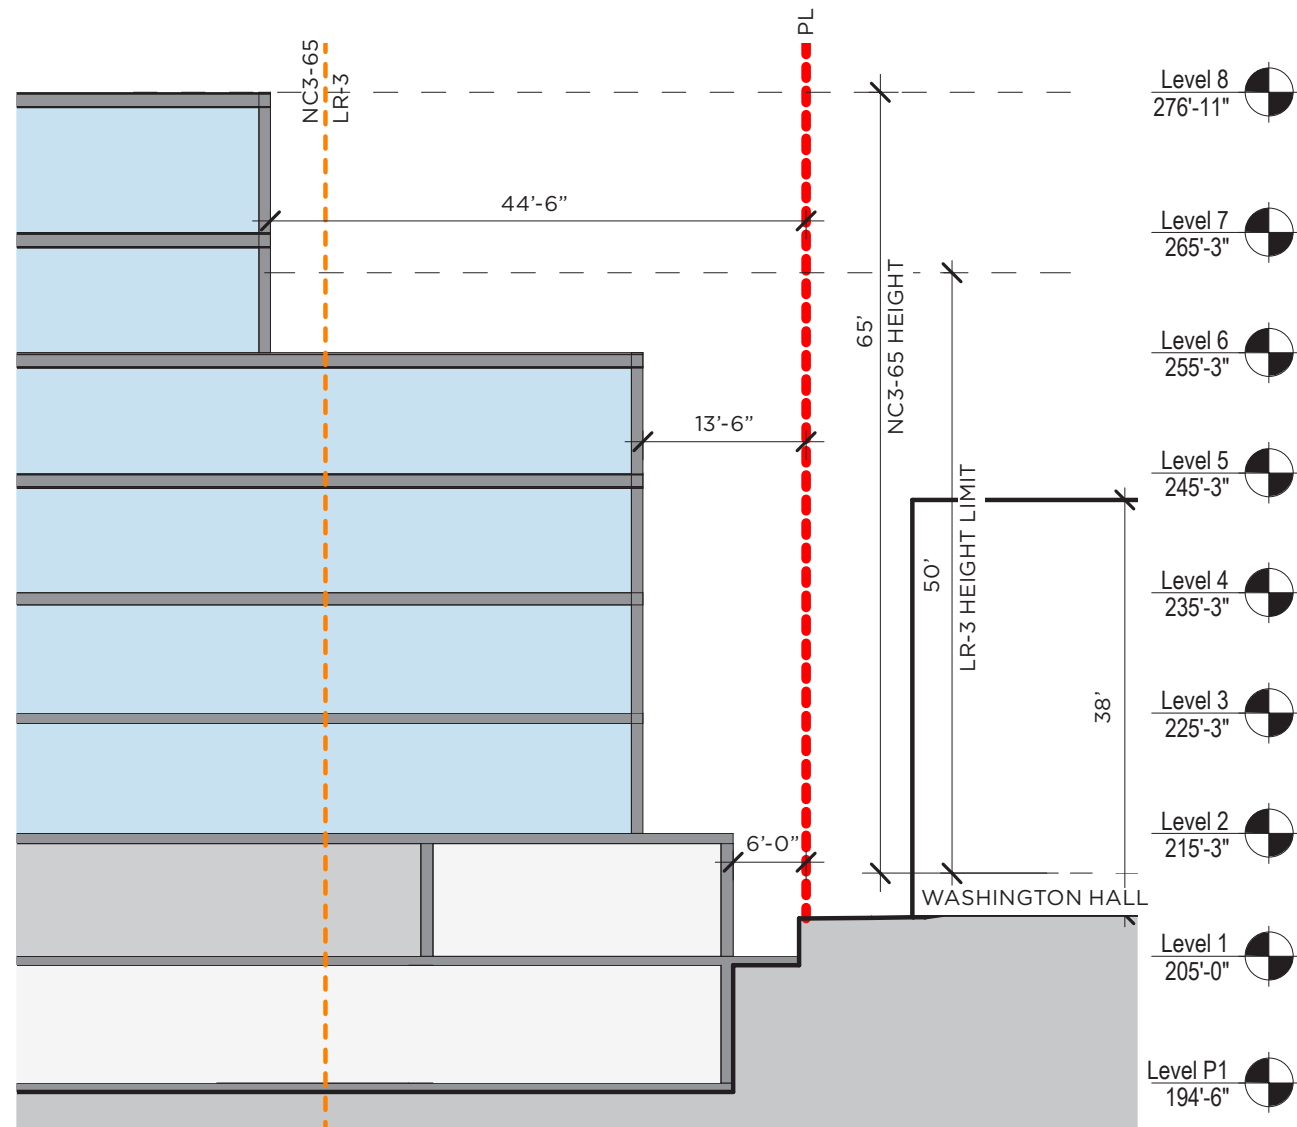 PL
NC3-65
LR-3
Level 8
276'-11"
44'-6”
Level 7
265'-3"
65’
NC3-65 HEIGHT
Level 6
255'-3"
13’-6”
Level 5
245'-3"
50’
LR-3 HEIGHT LIMIT
Level 4
235'-3"
38’
Level 3
225'-3"
6’-0”
Level 2
215'-3"
WASHINGTON HALL
Level 1
205'-0"
Level P1
194'-6"